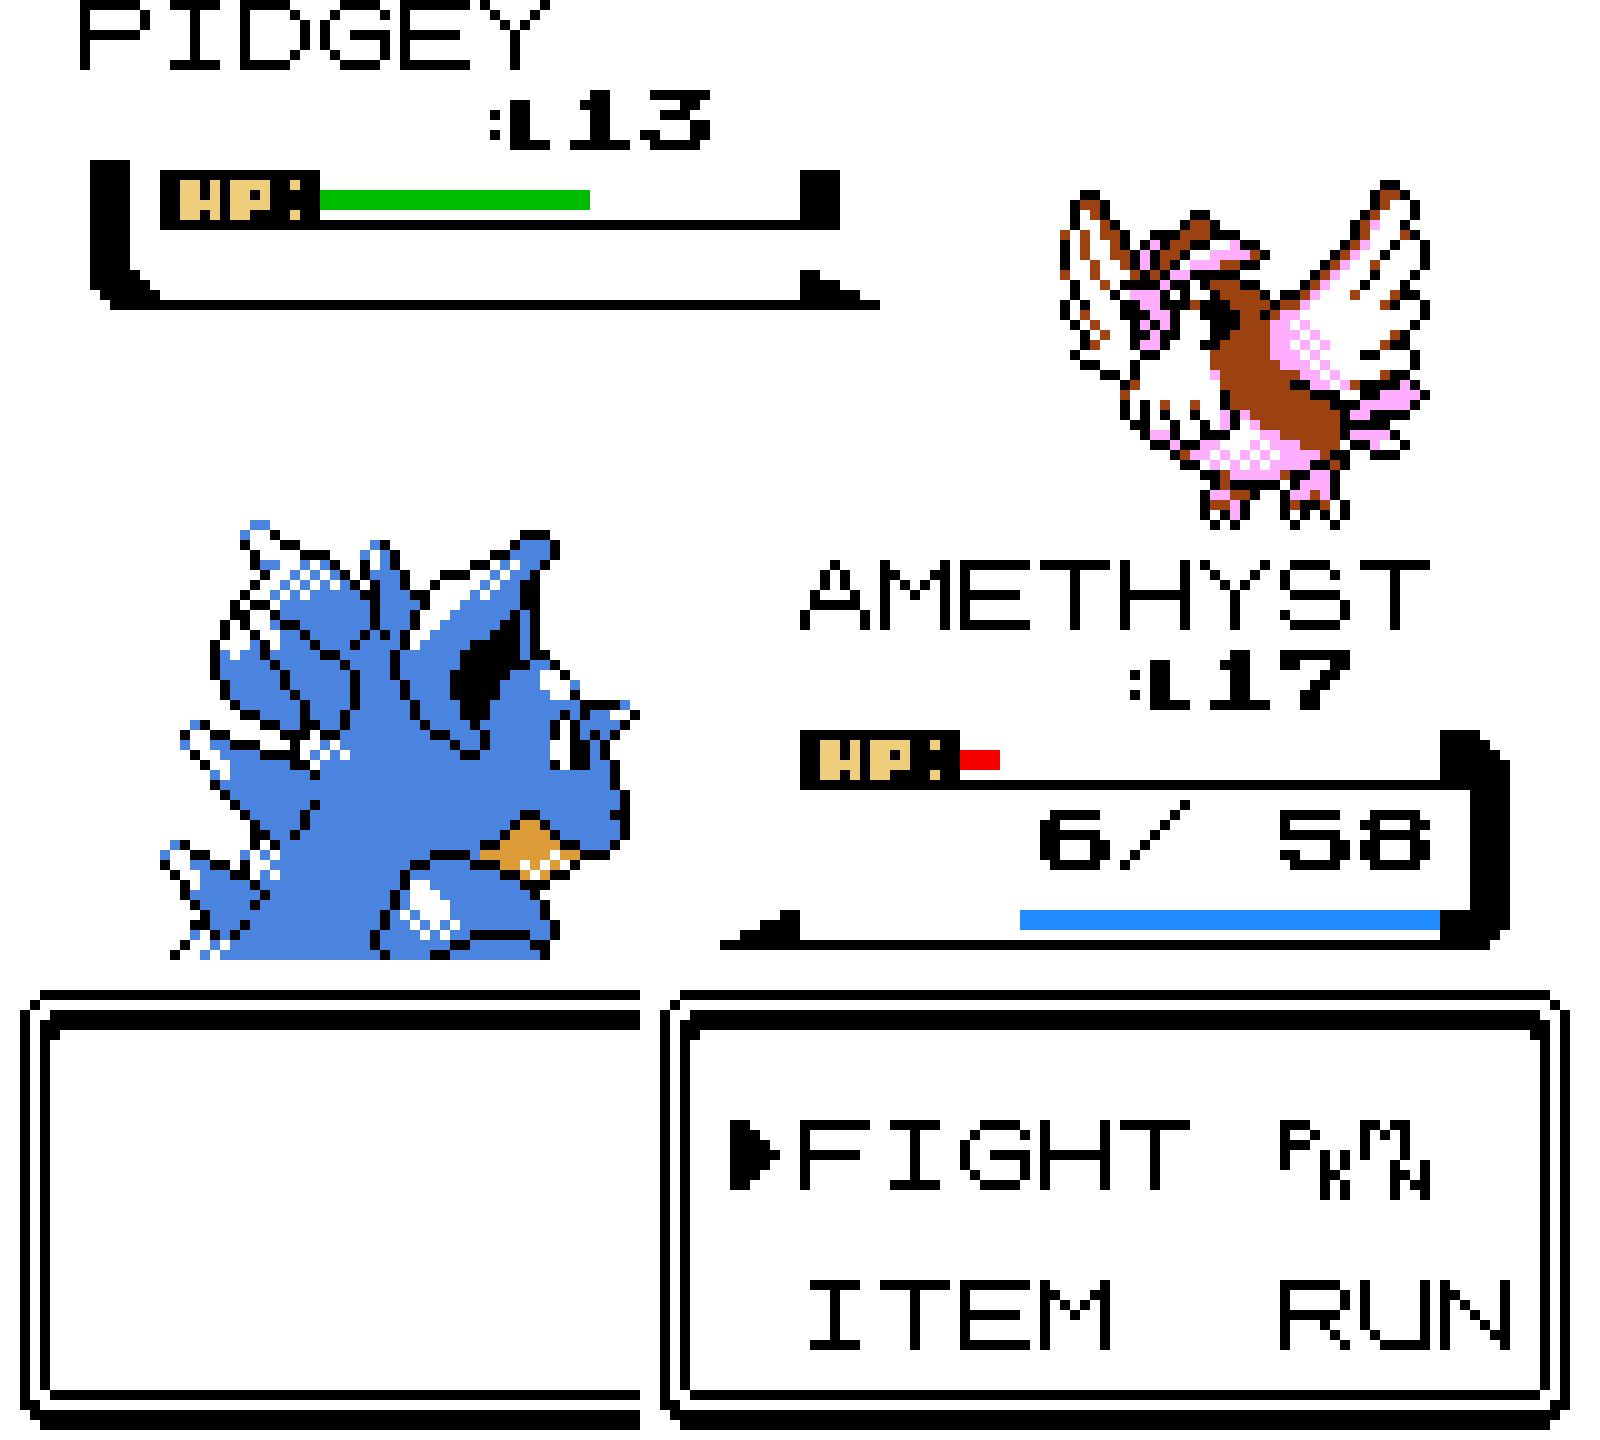 PIDGEY
:L13
HP:
AMETHYST
:L17
HP:
6/ 58
▶FIGHT PKMN
ITEM RUN